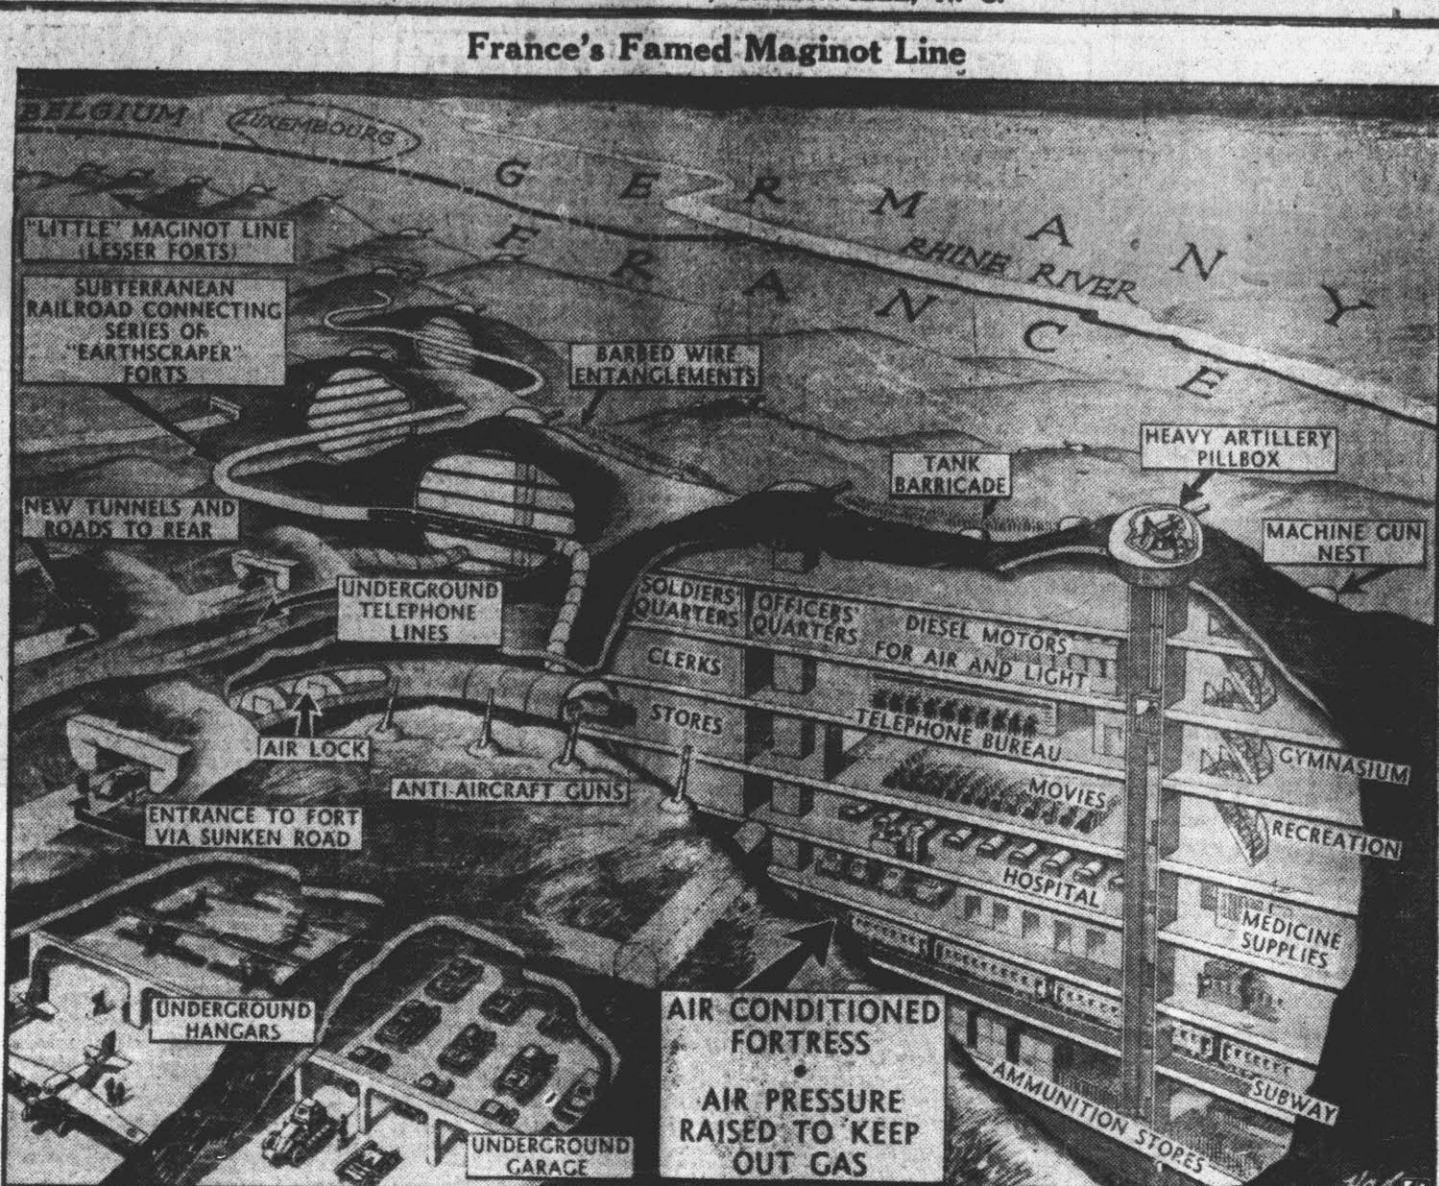 N. C.
France's Famed Maginot Line
BELGIUM
LUXEMBOURG
GERMANY
FRANCE
RHINE RIVER
"LITTLE" MAGINOT LINE
(LESSER FORTS)
SUBTERRANEAN
RAILROAD CONNECTING
SERIES OF
"EARTHSCRAPER"
FORTS
BARBED WIRE
ENTANGLEMENTS
HEAVY ARTILLERY
PILLBOX
TANK
BARRICADE
MACHINE GUN
NEST
NEW TUNNELS AND
ROADS TO REAR
UNDERGROUND
TELEPHONE
LINES
SOLDIERS'
QUARTERS
OFFICERS'
QUARTERS
DIESEL MOTORS
FOR AIR AND LIGHT
CLERKS
STORES
TELEPHONE BUREAU
MOVIES
GYMNASIUM
RECREATION
HOSPITAL
MEDICINE
SUPPLIES
AIR LOCK
ANTI-AIRCRAFT GUNS
ENTRANCE TO FORT
VIA SUNKEN ROAD
UNDERGROUND
HANGARS
UNDERGROUND
GARAGE
AIR CONDITIONED
FORTRESS
•
AIR PRESSURE
RAISED TO KEEP
OUT GAS
AMMUNITION STORES
SUBWAY